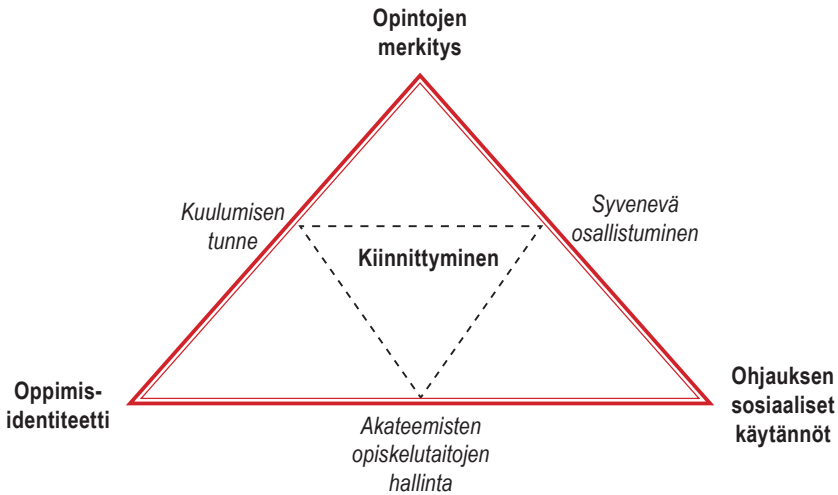 Opintojen
merkitys
Kuulumisen
tunne
Syvenevä
osallistuminen
Kiinnittyminen
Oppimis-
identiteetti
Ohjauksen
sosiaaliset
käytännöt
Akateemisten
opiskelutaitojen
hallinta